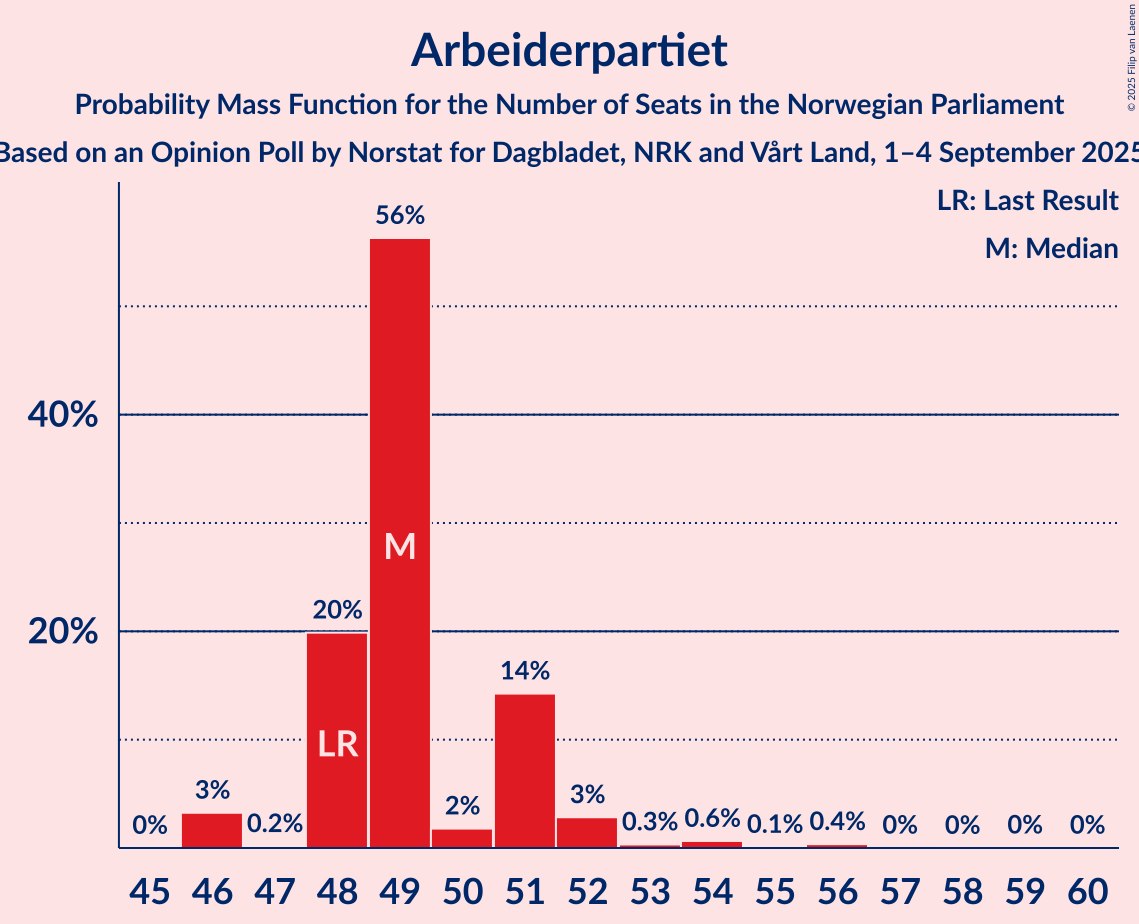 Arbeiderpartiet
Probability Mass Function for the Number of Seats in the Norwegian Parliament
Based on an Opinion Poll by Norstat for Dagbladet, NRK and Vårt Land, 1–4 September 2025
© 2025 Filip van Laenen
LR: Last Result
M: Median
56%
40%
M
20%
20%
14%
LR
3%
3%
2%
0%
0.2%
0.3%
0.6%
0.1%
0.4%
0%
0%
0%
0%
45 46 47 48 49 50 51 52 53 54 55 56 57 58 59 60